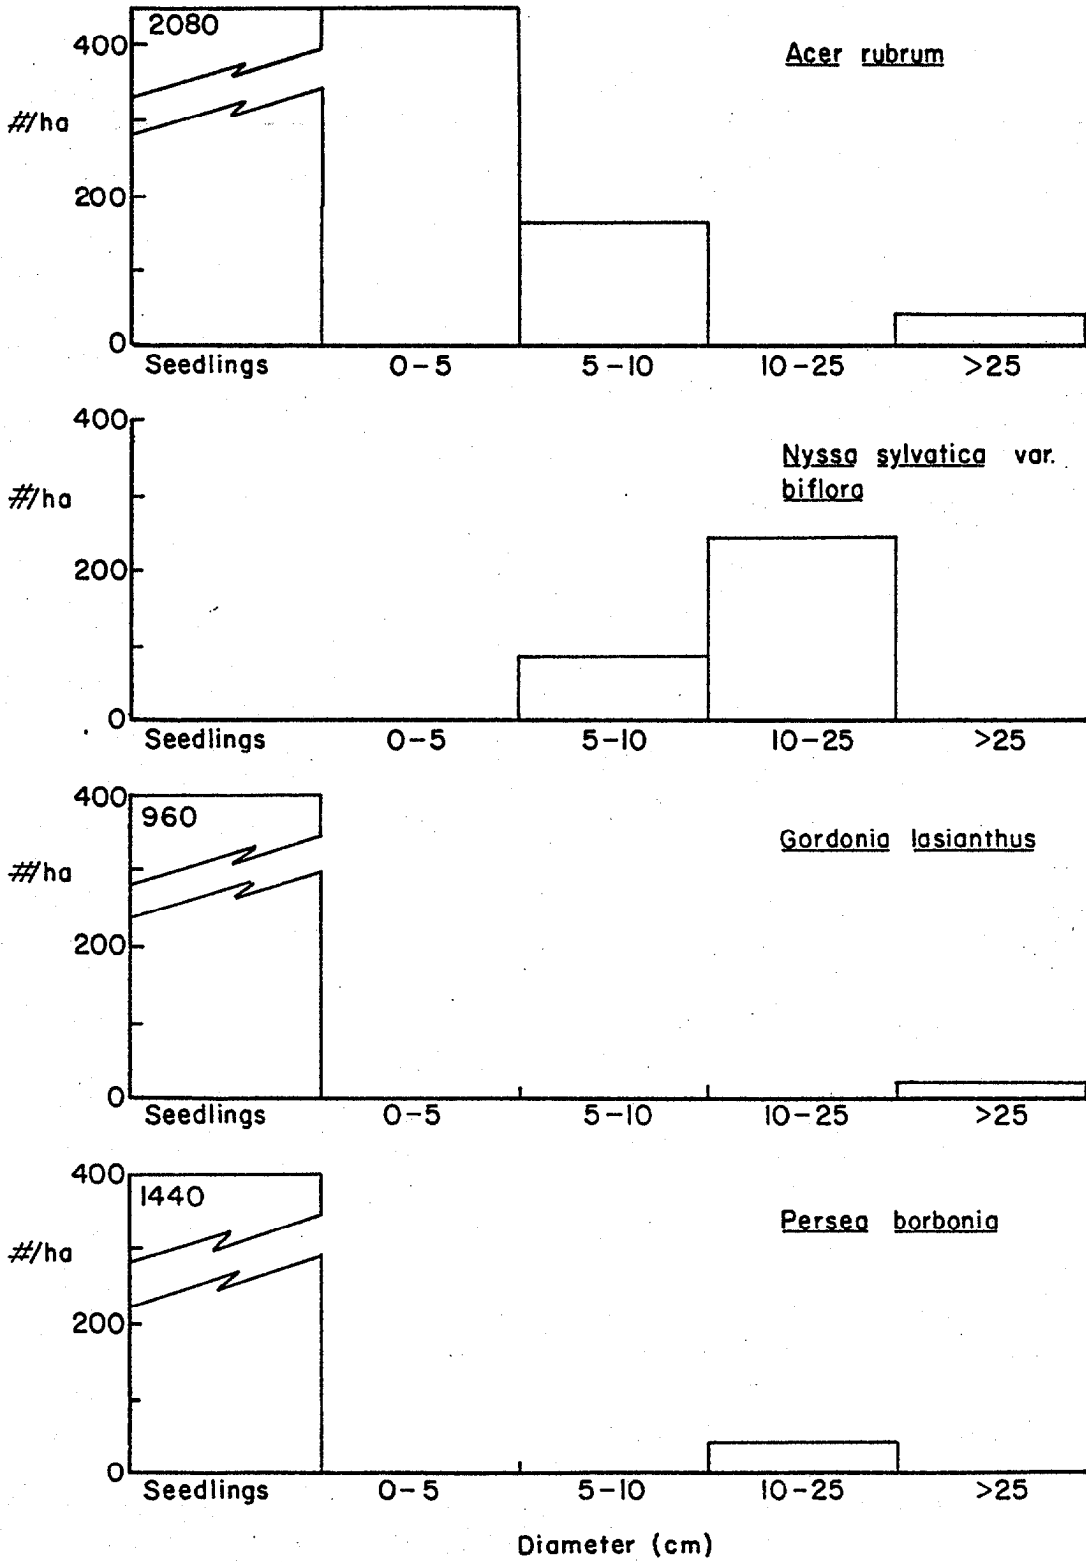 2080
Acer rubrum
400
#/ha
200
0
Seedlings 0-5 5-10 10-25 >25
400
Nyssa sylvatica var.
biflora
#/ha
200
0
Seedlings 0-5 5-10 10-25 >25
400
960
Gordonia lasianthus
#/ha
200
0
Seedlings 0-5 5-10 10-25 >25
400
1440
Persea borbonia
#/ha
200
0
Seedlings 0-5 5-10 10-25 >25
Diameter (cm)